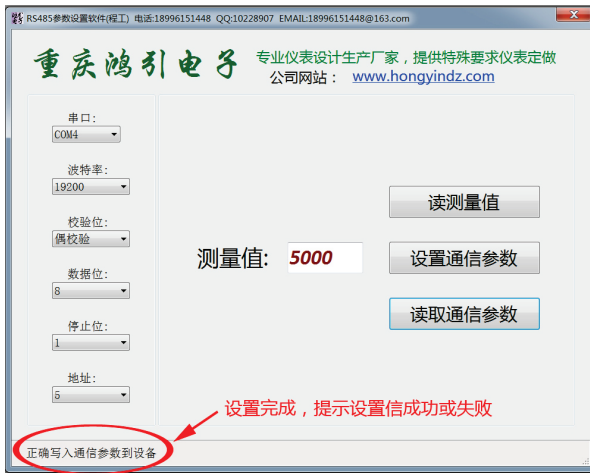 RS485参数设置软件(程工) 电话:18996151448 QQ:10228907 EMAIL:18996151448@163.com
重庆鸿引电子
专业仪表设计生产厂家，提供特殊要求仪表定做
公司网站： www.hongyindz.com
串口:
COM4
波特率:
19200
校验位:
偶校验
数据位:
8
停止位:
1
地址:
5
测量值: 5000
读测量值
设置通信参数
读取通信参数
设置完成，提示设置信成功或失败
正确写入通信参数到设备